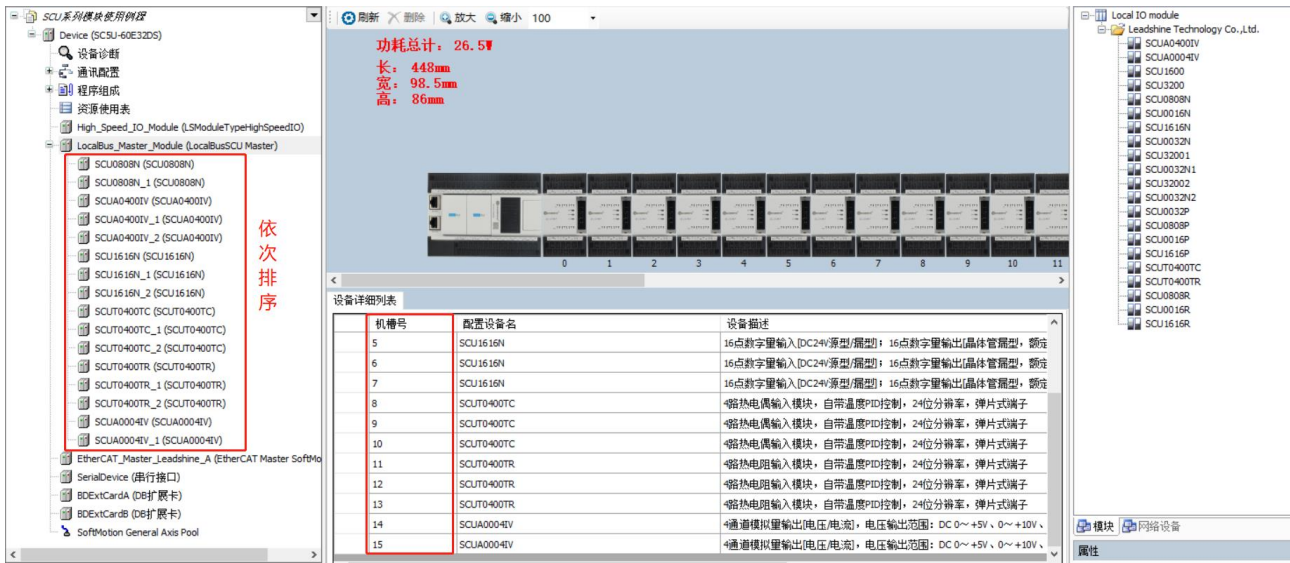 SCU系列模块使用例程
Device (SC5U-60E32DS)
设备诊断
通讯配置
程序组成
资源使用表
High_Speed_IO_Module (LSModuleTypeHighSpeedIO)
LocalBus_Master_Module (LocalBusSCU Master)
SCU0808N (SCU0808N)
SCU0808N_1 (SCU0808N)
SCUA0400IV (SCUA0400IV)
SCUA0400IV_1 (SCUA0400IV)
SCUA0400IV_2 (SCUA0400IV)
SCU1616N (SCU1616N)
SCU1616N_1 (SCU1616N)
SCU1616N_2 (SCU1616N)
SCUT0400TC (SCUT0400TC)
SCUT0400TC_1 (SCUT0400TC)
SCUT0400TC_2 (SCUT0400TC)
SCUT0400TR (SCUT0400TR)
SCUT0400TR_1 (SCUT0400TR)
SCUT0400TR_2 (SCUT0400TR)
SCUA0004IV (SCUA0004IV)
SCUA0004IV_1 (SCUA0004IV)
依次排序
EtherCAT_Master_Leadshine_A (EtherCAT Master SoftMo
SerialDevice (串行接口)
BDExtCardA (DB扩展卡)
BDExtCardB (DB扩展卡)
SoftMotion General Axis Pool
刷新 删除 放大 缩小 100
功耗总计: 26.5W
长: 448mm
宽: 98.5mm
高: 86mm
0 1 2 3 4 5 6 7 8 9 10 11
设备详细列表
机槽号 配置设备名 设备描述
5 SCU1616N 16点数字量输入[DC24V源型/漏型]；16点数字量输出[晶体管漏型，额定
6 SCU1616N 16点数字量输入[DC24V源型/漏型]；16点数字量输出[晶体管漏型，额定
7 SCU1616N 16点数字量输入[DC24V源型/漏型]；16点数字量输出[晶体管漏型，额定
8 SCUT0400TC 4路热电偶输入模块，自带温度PID控制，24位分辨率，弹片式端子
9 SCUT0400TC 4路热电偶输入模块，自带温度PID控制，24位分辨率，弹片式端子
10 SCUT0400TC 4路热电偶输入模块，自带温度PID控制，24位分辨率，弹片式端子
11 SCUT0400TR 4路热电阻输入模块，自带温度PID控制，24位分辨率，弹片式端子
12 SCUT0400TR 4路热电阻输入模块，自带温度PID控制，24位分辨率，弹片式端子
13 SCUT0400TR 4路热电阻输入模块，自带温度PID控制，24位分辨率，弹片式端子
14 SCUA0004IV 4通道模拟量输出[电压/电流]，电压输出范围：DC 0～+5V、0～+10V、
15 SCUA0004IV 4通道模拟量输出[电压/电流]，电压输出范围：DC 0～+5V、0～+10V、
Local IO module
Leadshine Technology Co.,Ltd.
SCUA0400IV
SCUA0004IV
SCU1600
SCU3200
SCU0808N
SCU0016N
SCU1616N
SCU0032N
SCU32001
SCU0032N1
SCU32002
SCU0032N2
SCU0032P
SCU0808P
SCU0016P
SCU1616P
SCUT0400TC
SCUT0400TR
SCU0808R
SCU0016R
SCU1616R
模块 网络设备
属性